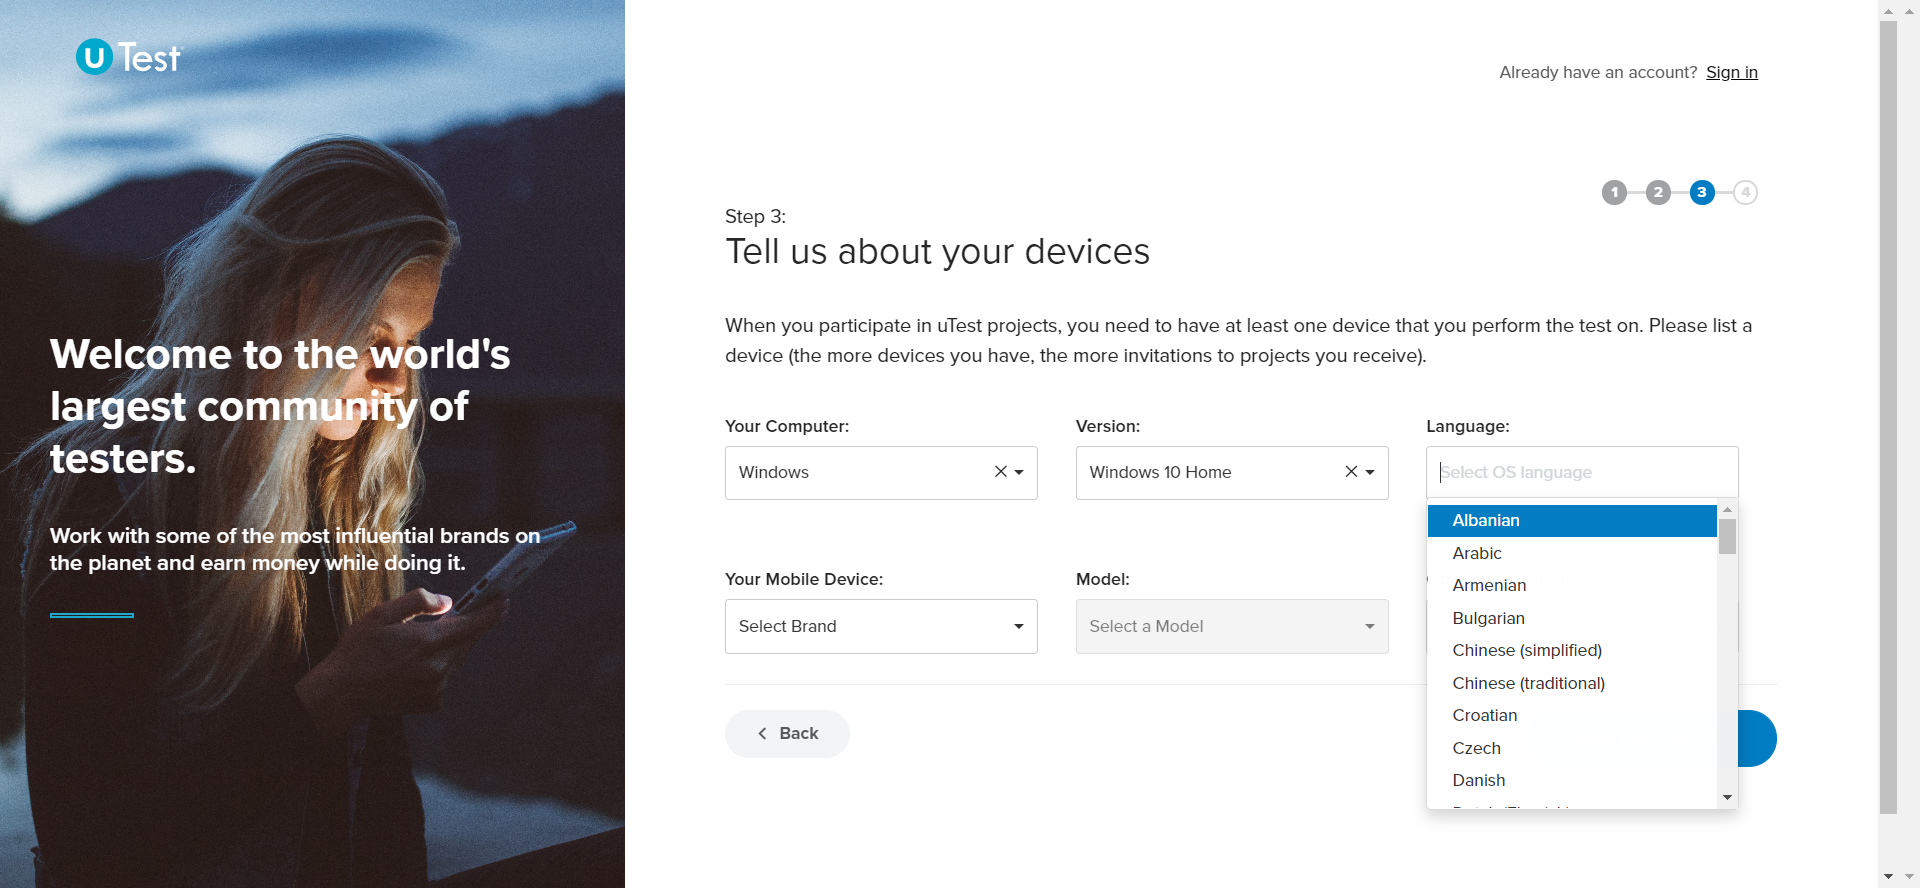 U Test
Already have an account? Sign in
1 2 3 4
Step 3:
Tell us about your devices
Welcome to the world's
largest community of
testers.
When you participate in uTest projects, you need to have at least one device that you perform the test on. Please list a
device (the more devices you have, the more invitations to projects you receive).
Work with some of the most influential brands on
the planet and earn money while doing it.
Your Computer: Version: Language:
Windows Windows 10 Home Select OS language
Albanian
Arabic
Armenian
Bulgarian
Chinese (simplified)
Chinese (traditional)
Croatian
Czech
Danish
Your Mobile Device: Model:
Select Brand Select a Model
Back